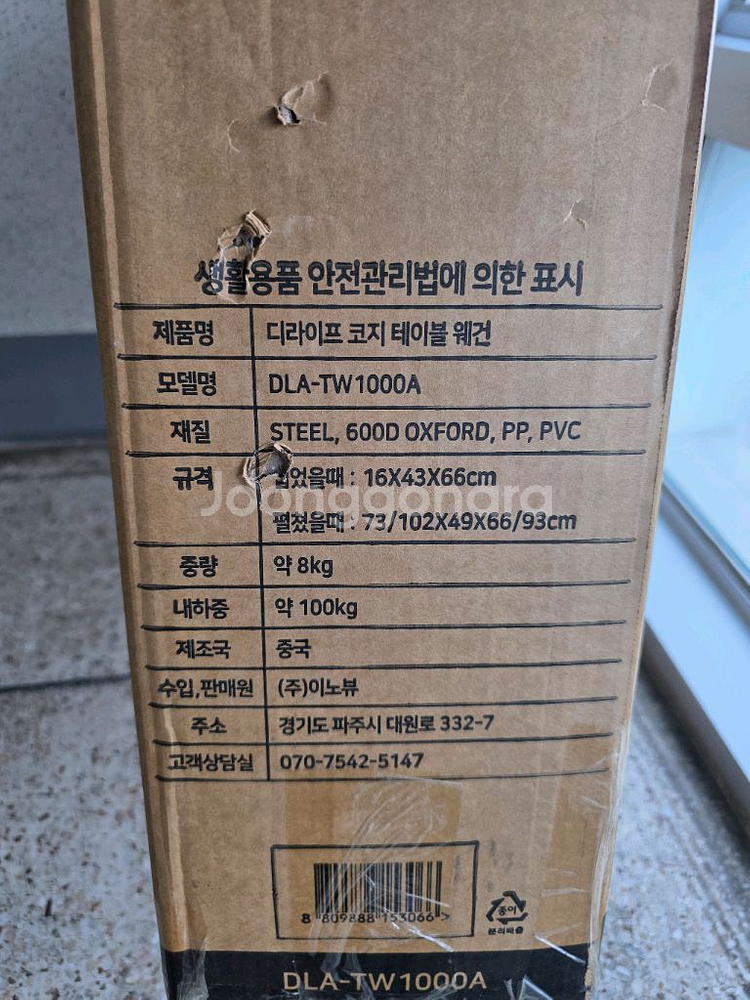 생활용품 안전관리법에 의한 표시
제품명 디라이프 코지 테이블 웨건
모델명 DLA-TW1000A
재질 STEEL, 600D OXFORD, PP, PVC
규격 접었을때 : 16X43X66cm
펼쳤을때 : 73/102X49X66/93cm
Joonggonara
중량 약 8kg
내하중 약 100kg
제조국 중국
수입,판매원 (주)이노뷰
주소 경기도 파주시 대원로 332-7
고객상담실 070-7542-5147
8 809888 153066 >
종이
분리배출
DLA-TW1000A